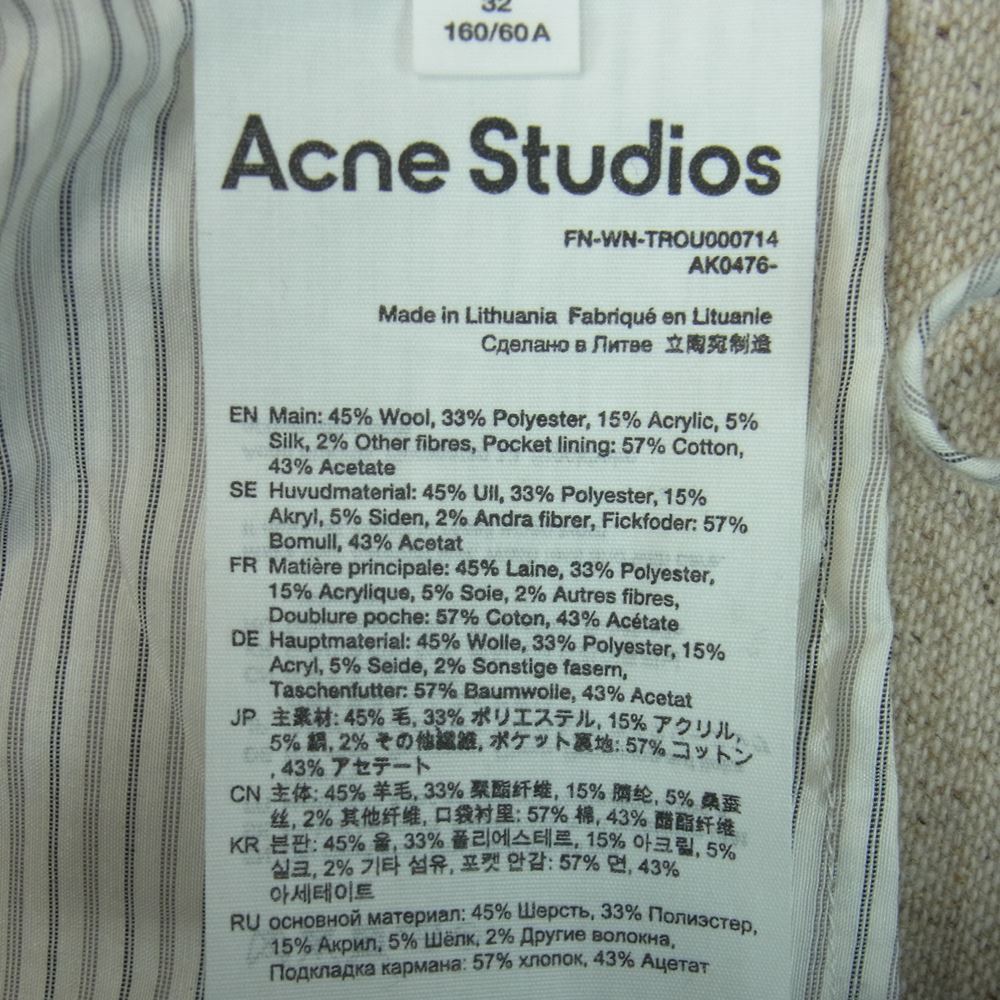 32
160/60A
Acne Studios
FN-WN-TROU000714
AK0476-
Made in Lithuania Fabriqué en Lituanie
Сделано в Литве 立陶宛制造
EN Main: 45% Wool, 33% Polyester, 15% Acrylic, 5%
Silk, 2% Other fibres, Pocket lining: 57% Cotton,
43% Acetate
SE Huvudmaterial: 45% Ull, 33% Polyester, 15%
Akryl, 5% Siden, 2% Andra fibrer, Fickfoder: 57%
Bomull, 43% Acetat
FR Matière principale: 45% Laine, 33% Polyester,
15% Acrylique, 5% Soie, 2% Autres fibres,
Doublure poche: 57% Coton, 43% Acétate
DE Hauptmaterial: 45% Wolle, 33% Polyester, 15%
Acryl, 5% Seide, 2% Sonstige fasern,
Taschenfutter: 57% Baumwolle, 43% Acetat
JP 主素材: 45% 毛, 33% ポリエステル, 15% アクリル,
5% 絹, 2% その他繊維, ポケット裏地: 57% コットン
, 43% アセテート
CN 主体: 45% 羊毛, 33% 聚酯纤维, 15% 腈纶, 5% 桑蚕
丝, 2% 其他纤维, 口袋衬里: 57% 棉, 43% 醋酯纤维
KR 본판: 45% 울, 33% 폴리에스테르, 15% 아크릴, 5%
실크, 2% 기타 섬유, 포켓 안감: 57% 면, 43%
아세테이트
RU основной материал: 45% Шерсть, 33% Полиэстер,
15% Акрил, 5% Шёлк, 2% Другие волокна,
Подкладка кармана: 57% хлопок, 43% Ацетат